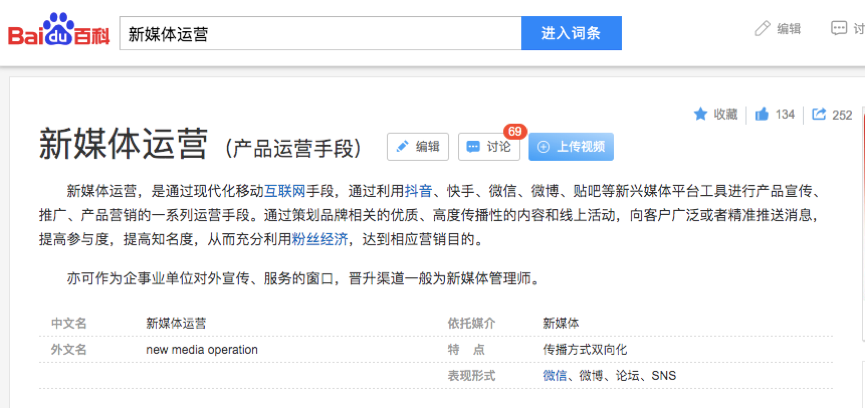 Baidu百科 新媒体运营 进入词条 编辑 讨
收藏 134 252
新媒体运营（产品运营手段） 编辑 讨论 69 上传视频
新媒体运营，是通过现代化移动互联网手段，通过利用抖音、快手、微信、微博、贴吧等新兴媒体平台工具进行产品宣传、
推广、产品营销的一系列运营手段。通过策划品牌相关的优质、高度传播性的内容和线上活动，向客户广泛或者精准推送消息，
提高参与度，提高知名度，从而充分利用粉丝经济，达到相应营销目的。
亦可作为企事业单位对外宣传、服务的窗口，晋升渠道一般为新媒体管理师。
中文名 新媒体运营 依托媒介 新媒体
外文名 new media operation 特 点 传播方式双向化
表现形式 微信、微博、论坛、SNS